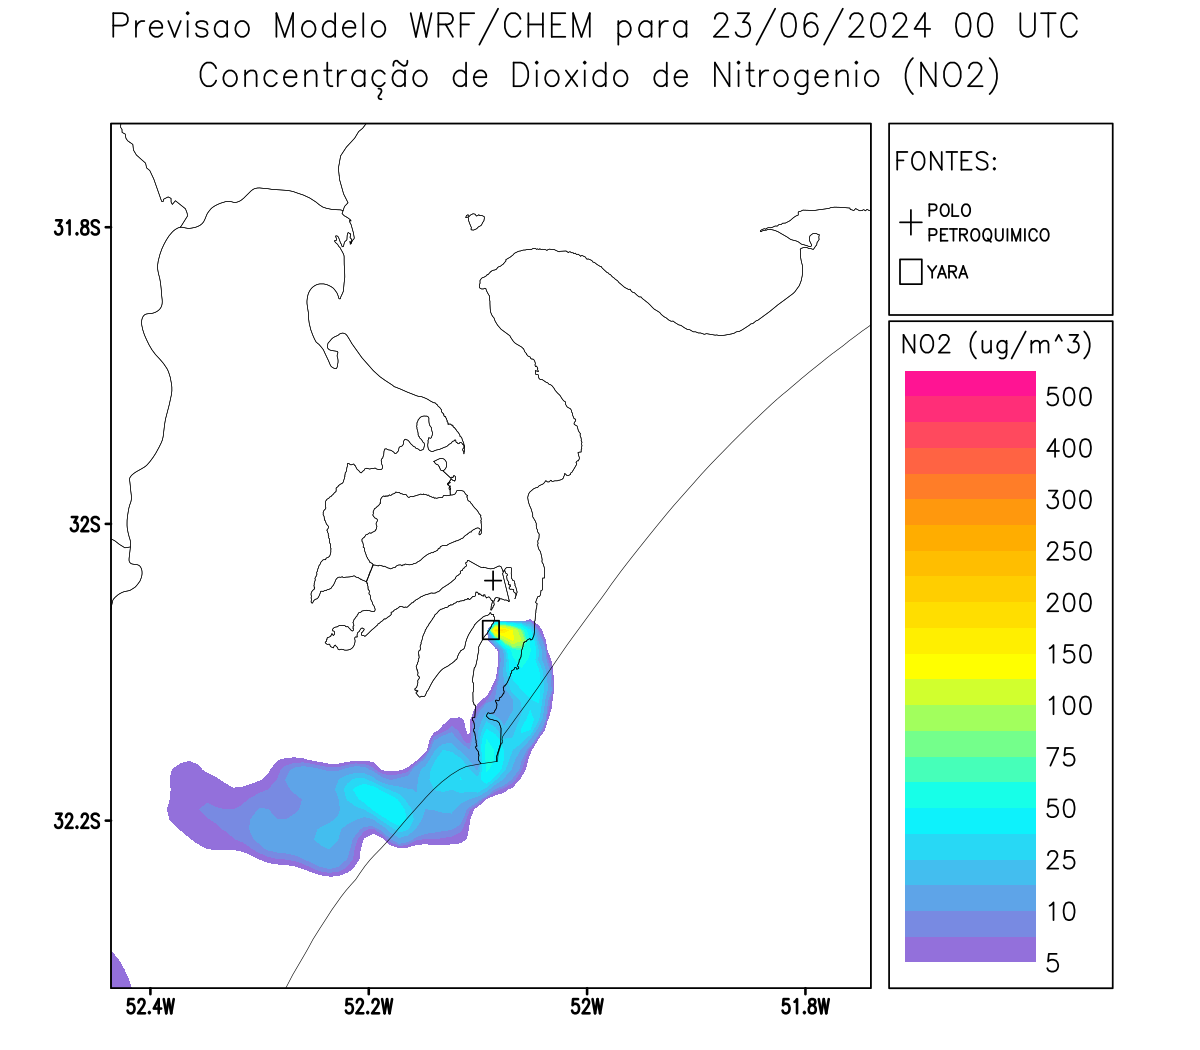 Previsao Modelo WRF/CHEM para 23/06/2024 00 UTC
Concentração de Dioxido de Nitrogenio (NO2)
FONTES:
POLO
PETROQUIMICO
YARA
NO2 (ug/m^3)
500
400
300
250
200
150
100
75
50
25
10
5
31.8S
32S
32.2S
52.4W
52.2W
52W
51.8W